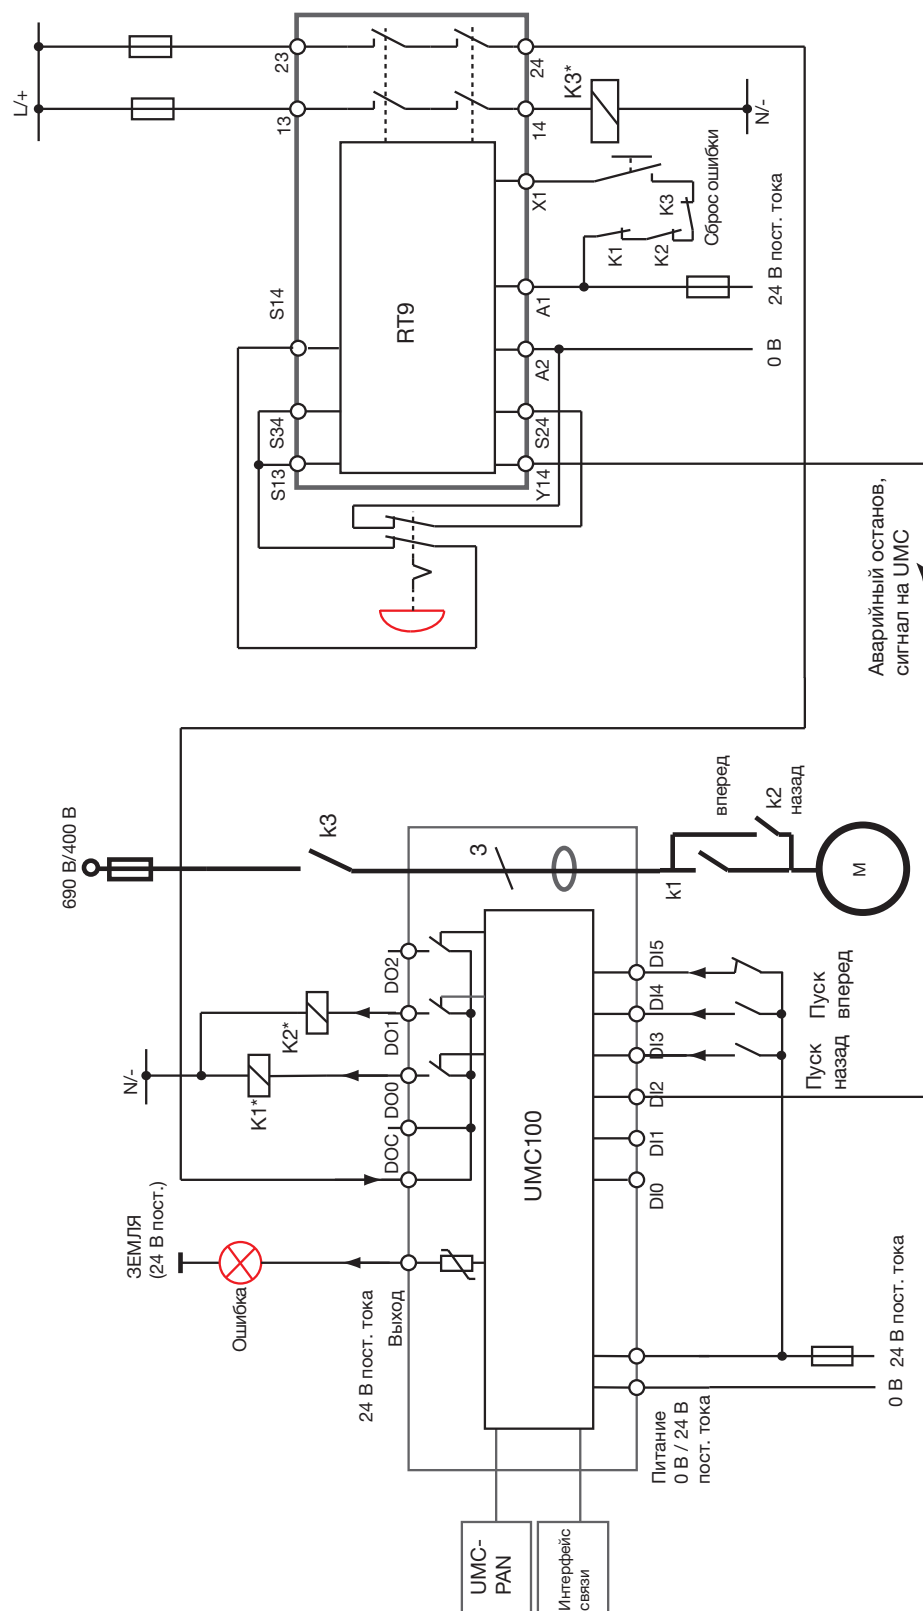 L/+
23
13
24
14
K3*
N/-
X1
K3
K1
K2
Сброс ошибки
S14
RT9
A1
24 В пост. тока
A2
0 В
S34
S24
S13
Y14
Аварийный останов,
сигнал на UMC
690 В/400 В
k3
3
вперед
k2
назад
k1
M
N/-
K2*
K1*
DO2
DO1
DO0
DOC
UMC100
DI5
DI4
DI3
DI2
DI1
DI0
Пуск
вперед
Пуск
назад
ЗЕМЛЯ
(24 В пост.)
Ошибка
24 В пост. тока
Выход
Питание
0 В / 24 В
пост. тока
24 В пост. тока
0 В
UMC-
PAN
Интерфейс
связи